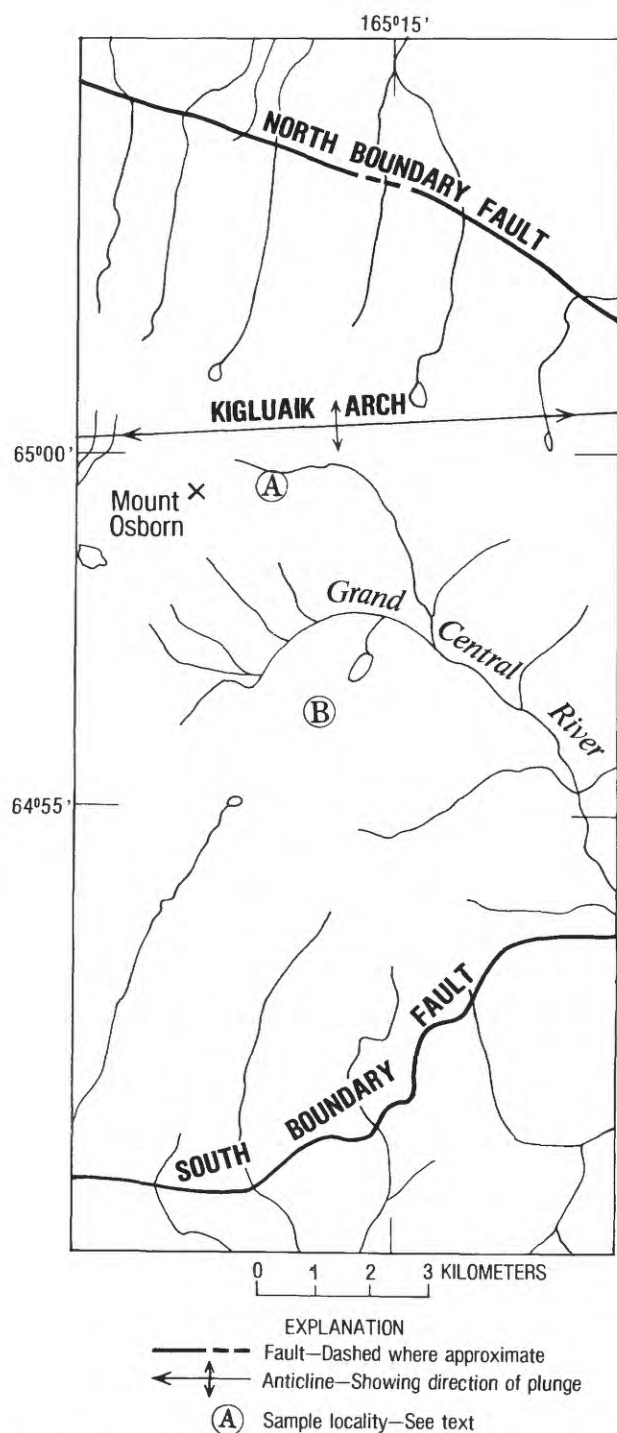 165°15'
NORTH BOUNDARY FAULT
KIGLUAIK ARCH
65°00'
A
Mount
Osborn
Grand Central River
B
64°55'
SOUTH BOUNDARY FAULT
0 1 2 3 KILOMETERS
EXPLANATION
Fault—Dashed where approximate
Anticline—Showing direction of plunge
A Sample locality—See text